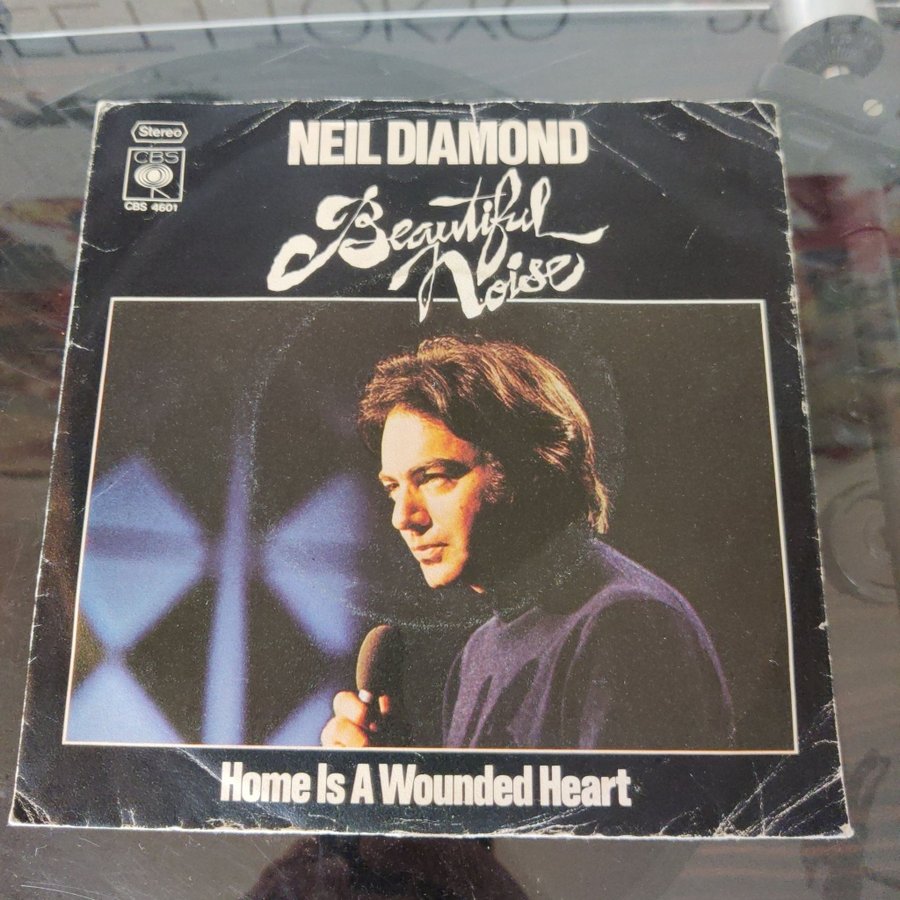 Stereo
CBS
CBS 4601
NEIL DIAMOND
Beautiful
Noise
Home Is A Wounded Heart